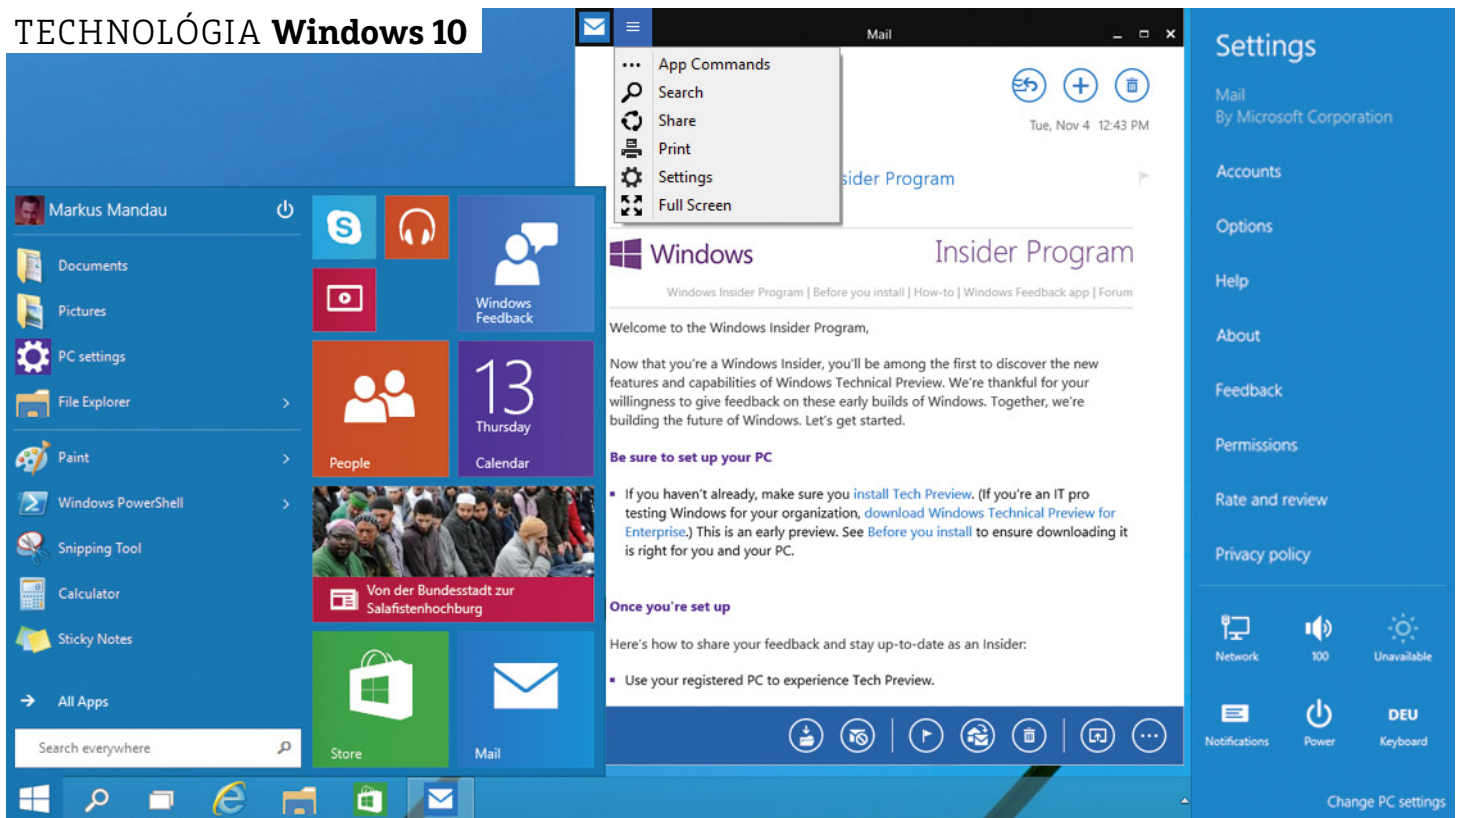 TECHNOLÓGIA Windows 10
Mail
App Commands
Search
Share
Print
Settings
Full Screen
Tue, Nov 4 12:43 PM
sider Program
Windows
Insider Program
Windows Insider Program | Before you install | How-to | Windows Feedback app | Forum
Welcome to the Windows Insider Program,
Now that you're a Windows Insider, you'll be among the first to discover the new
features and capabilities of Windows Technical Preview. We're thankful for your
willingness to give feedback on these early builds of Windows. Together, we're
building the future of Windows. Let's get started.
Be sure to set up your PC
If you haven't already, make sure you install Tech Preview. (If you're an IT pro
testing Windows for your organization, download Windows Technical Preview for
Enterprise.) This is an early preview. See Before you install to ensure downloading it
is right for you and your PC.
Once you're set up
Here's how to share your feedback and stay up-to-date as an Insider:
Use your registered PC to experience Tech Preview.
Markus Mandau
Documents
Pictures
PC settings
File Explorer
Paint
Windows PowerShell
Snipping Tool
Calculator
Sticky Notes
All Apps
Search everywhere
S
Windows
Feedback
People
13
Thursday
Calendar
Von der Bundesstadt zur
Salafistenhochburg
Store
Mail
Settings
Mail
By Microsoft Corporation
Accounts
Options
Help
About
Feedback
Permissions
Rate and review
Privacy policy
Network
100
Unavailable
Notifications
Power
DEU
Keyboard
Change PC settings